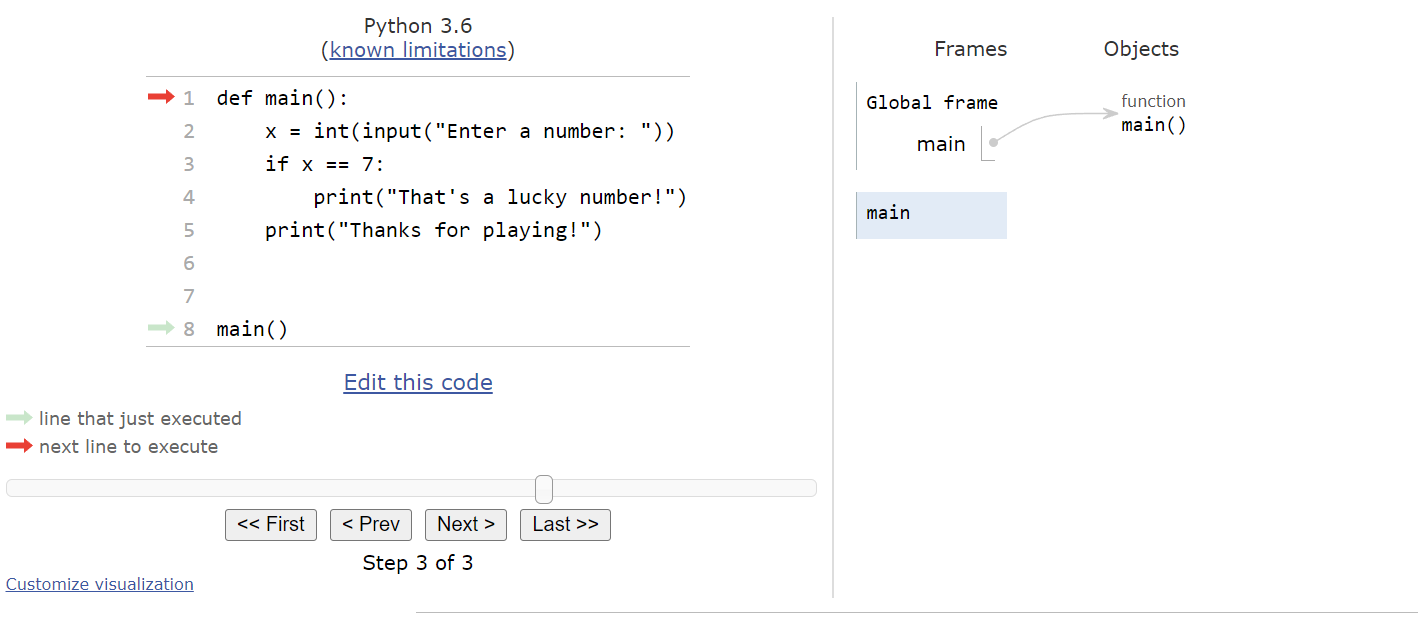 Python 3.6
(known limitations)
1 def main():
2     x = int(input("Enter a number: "))
3     if x == 7:
4         print("That's a lucky number!")
5     print("Thanks for playing!")
6
7
8 main()
Edit this code
line that just executed
next line to execute
<< First < Prev Next > Last >>
Step 3 of 3
Customize visualization
Frames Objects
Global frame
main
function
main()
main